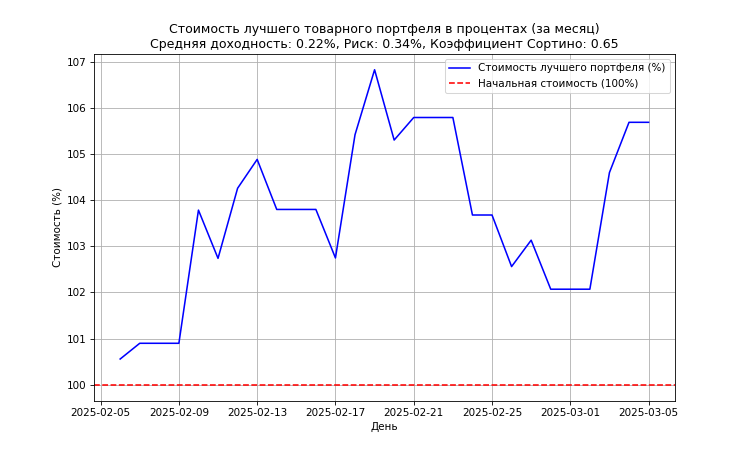 Стоимость лучшего товарного портфеля в процентах (за месяц)
Средняя доходность: 0.22%, Риск: 0.34%, Коэффициент Сортино: 0.65
Стоимость лучшего портфеля (%)
Начальная стоимость (100%)
Стоимость (%)
107
106
105
104
103
102
101
100
2025-02-05 2025-02-09 2025-02-13 2025-02-17 2025-02-21 2025-02-25 2025-03-01 2025-03-05
День